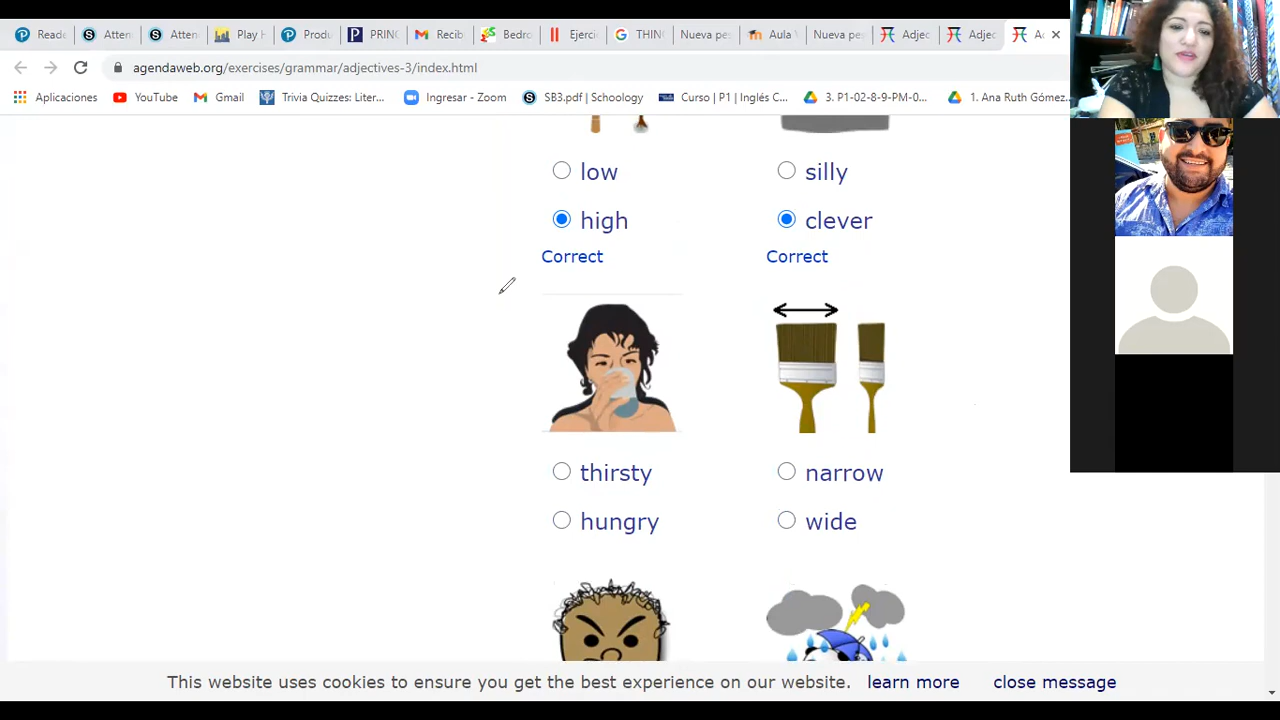 Read Atten Atten Play Proz PRINC Recib Bedro Ejerci THIN Nueva pe Aula V Nueva pe Adjec Adjec Ac
agendaweb.org/exercises/grammar/adjectives-3/index.html
Aplicaciones YouTube Gmail Trivia Quizzes: Liter... Ingresar - Zoom SB3.pdf | Schoology Curso | P1 | Inglés C... 3. P1-02-8-9-PM-0... 1. Ana Ruth Gómez
low silly
high clever
Correct Correct
thirsty narrow
hungry wide
This website uses cookies to ensure you get the best experience on our website. learn more close message